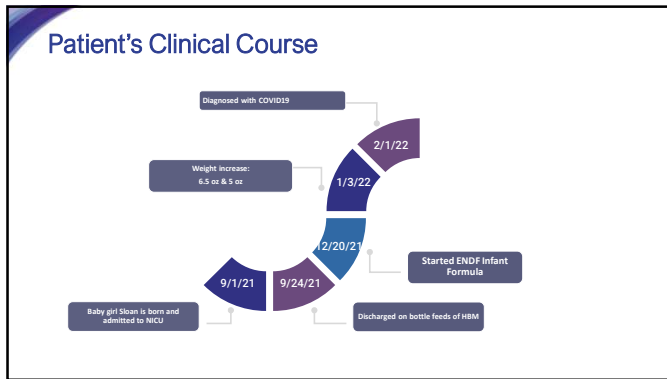 Patient's Clinical Course
Diagnosed with COVID19
2/1/22
Weight increase:
6.5 oz & 5 oz
1/3/22
12/20/21
Started ENDF Infant
Formula
9/1/21
9/24/21
Baby girl Sloan is born and
admitted to NICU
Discharged on bottle feeds of HBM